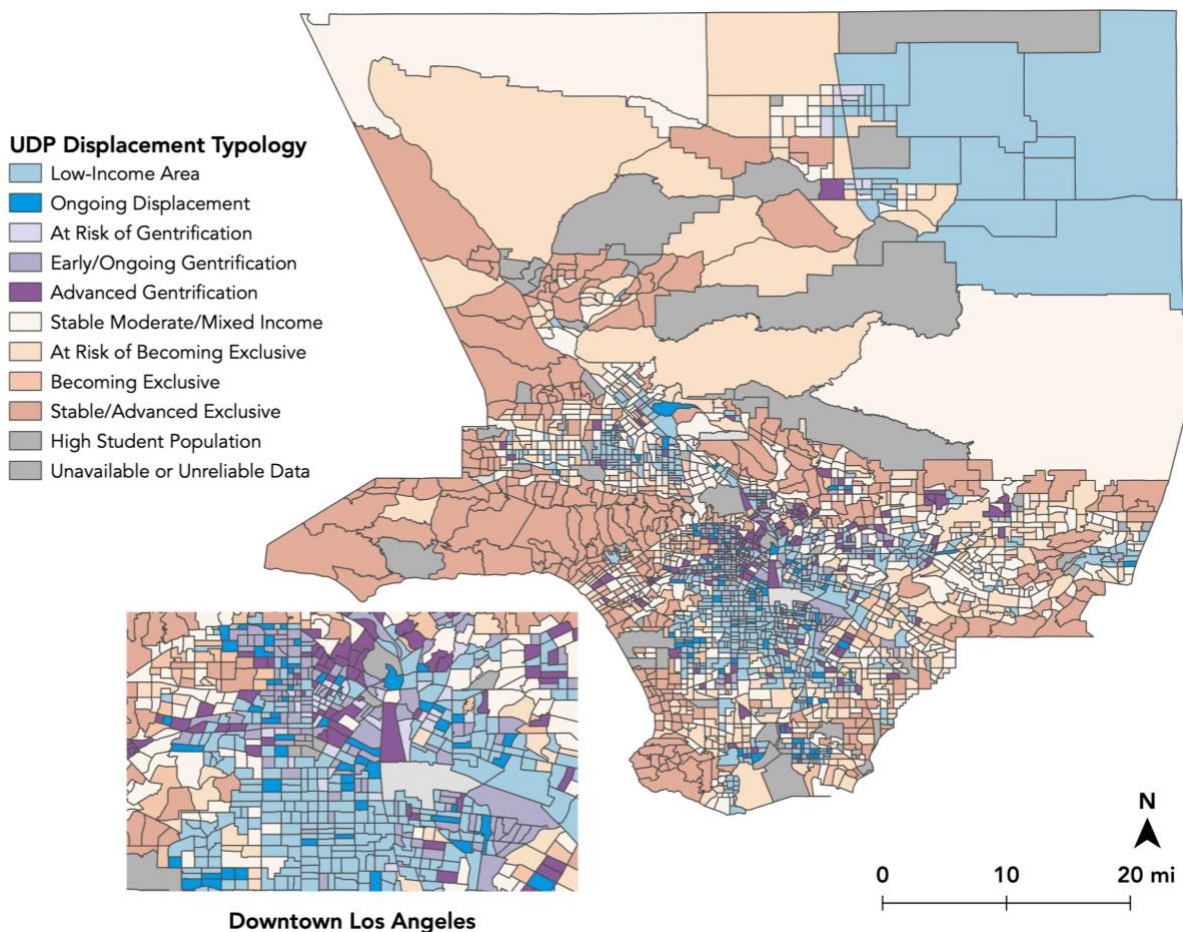 UDP Displacement Typology
Low-Income Area
Ongoing Displacement
At Risk of Gentrification
Early/Ongoing Gentrification
Advanced Gentrification
Stable Moderate/Mixed Income
At Risk of Becoming Exclusive
Becoming Exclusive
Stable/Advanced Exclusive
High Student Population
Unavailable or Unreliable Data
N
0 10 20 mi
Downtown Los Angeles